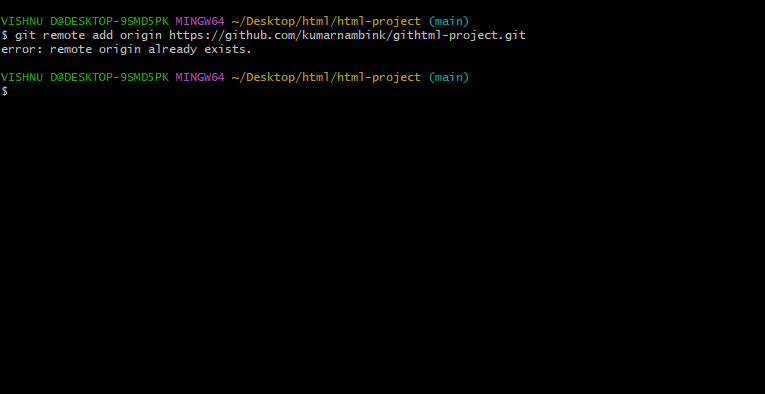 VISHNU D@DESKTOP-9SMD5PK MINGW64 ~/Desktop/html/html-project (main)
$ git remote add origin https://github.com/kumarnambink/githtml-project.git
error: remote origin already exists.
VISHNU D@DESKTOP-9SMD5PK MINGW64 ~/Desktop/html/html-project (main)
$